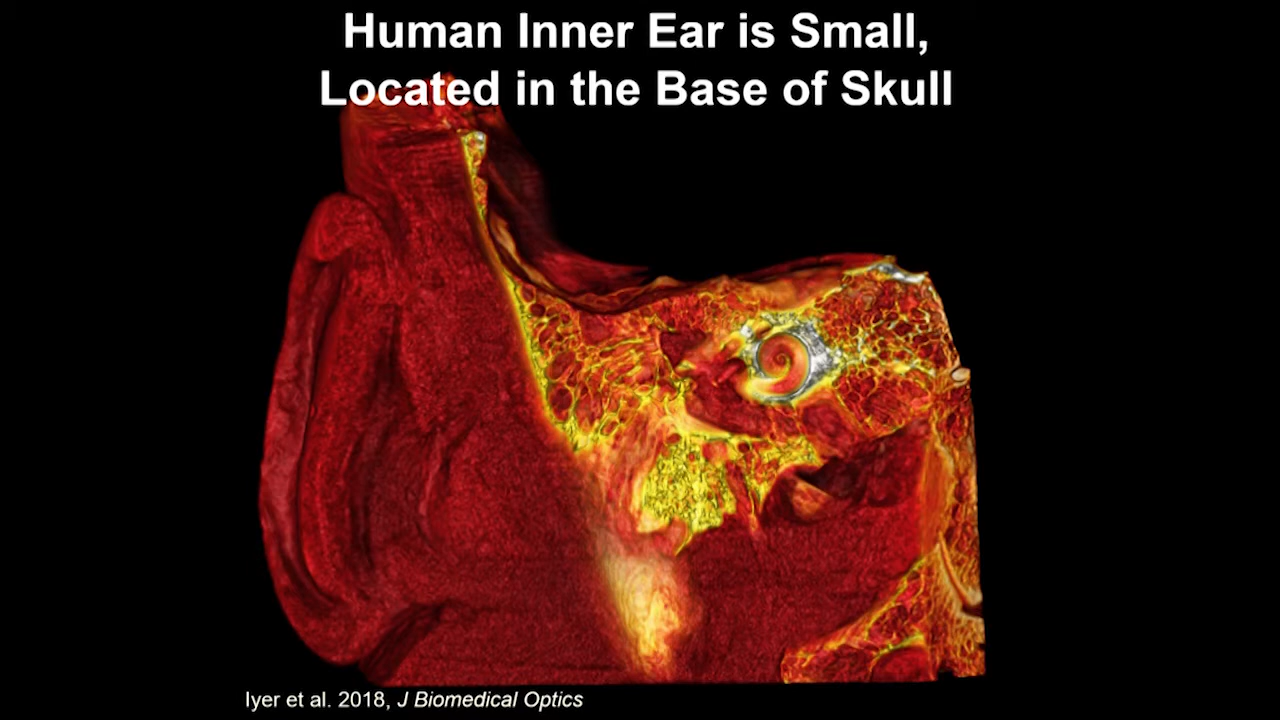 Human Inner Ear is Small,
Located in the Base of Skull
Iyer et al. 2018, J Biomedical Optics